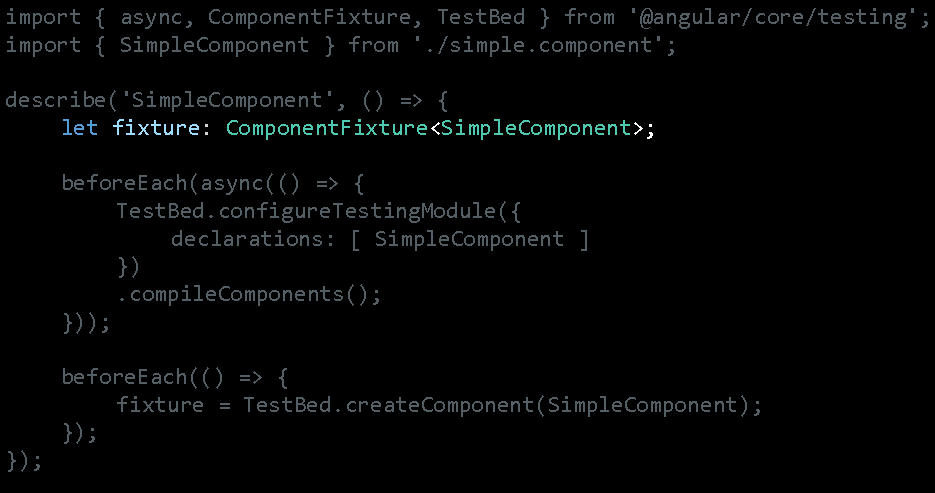 import { async, ComponentFixture, TestBed } from '@angular/core/testing';
import { SimpleComponent } from './simple.component';

describe('SimpleComponent', () => {
    let fixture: ComponentFixture<SimpleComponent>;

    beforeEach(async(() => {
        TestBed.configureTestingModule({
            declarations: [ SimpleComponent ]
        })
        .compileComponents();
    }));

    beforeEach(() => {
        fixture = TestBed.createComponent(SimpleComponent);
    });
});